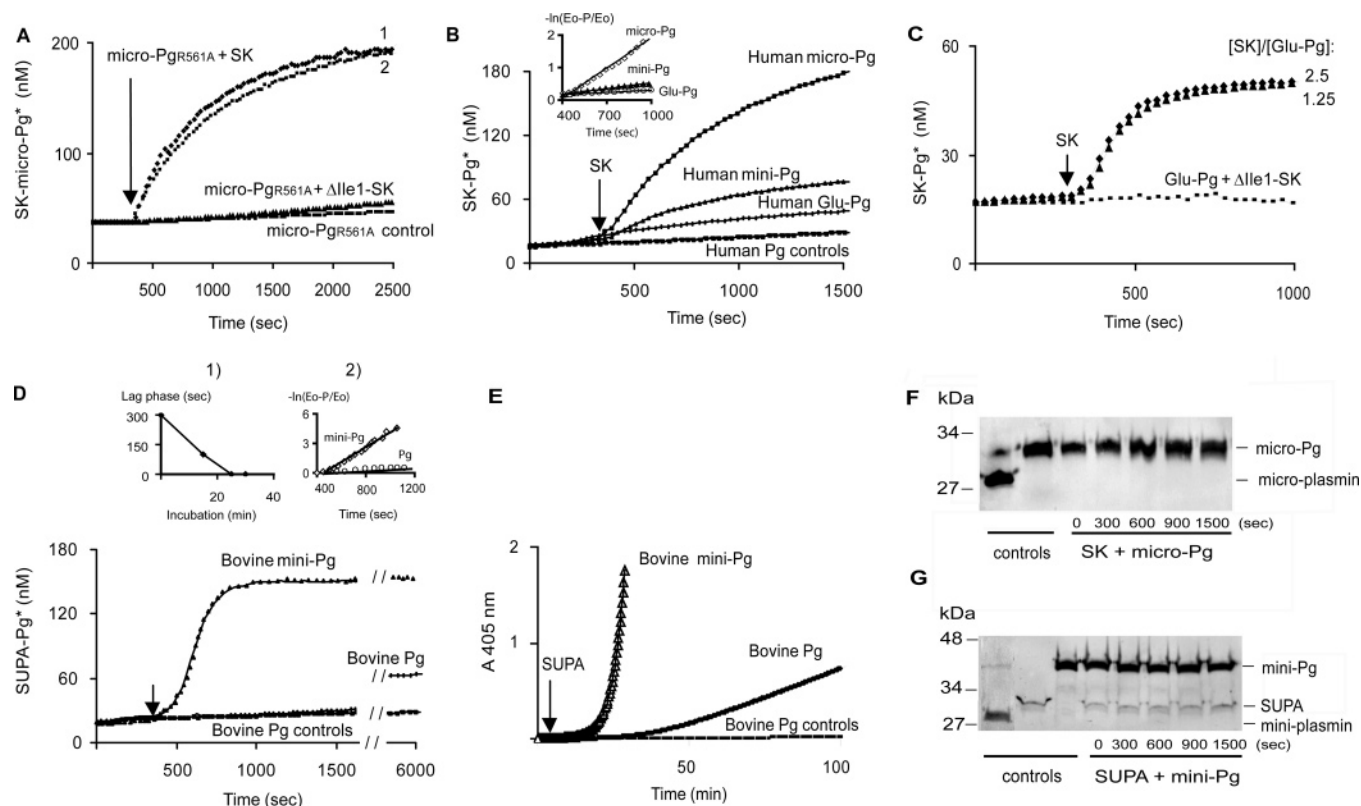 A
SK-micro-Pg* (nM)
200
100
0
micro-PgR561A + SK
1
2
micro-PgR561A + ΔIle1-SK
micro-PgR561A control
500 1000 1500 2000 2500
Time (sec)
B
SK-Pg* (nM)
180
120
60
0
-ln(Eo-P/Eo)
2
1
0
micro-Pg
mini-Pg
Glu-Pg
400 700 1000
Time (sec)
SK
Human micro-Pg
Human mini-Pg
Human Glu-Pg
Human Pg controls
500 1000 1500
Time (sec)
C
SK-Pg* (nM)
60
30
0
[SK]/[Glu-Pg]:
2.5
1.25
SK
Glu-Pg + ΔIle1-SK
500 1000
Time (sec)
D
1)
Lag phase (sec)
300
150
0
0 20 40
Incubation (min)
2)
-ln(Eo-P/Eo)
6
3
0
mini-Pg
Pg
400 800 1200
Time (sec)
SUPA-Pg* (nM)
180
120
60
0
Bovine mini-Pg
//
Bovine Pg
//
//
Bovine Pg controls
500 1000 1500 // 6000
Time (sec)
E
A 405 nm
2
1
0
SUPA
Bovine mini-Pg
Bovine Pg
Bovine Pg controls
50 100
Time (min)
F
kDa
34
27
micro-Pg
micro-plasmin
0 300 600 900 1500 (sec)
controls
SK + micro-Pg
G
kDa
48
34
27
mini-Pg
SUPA
mini-plasmin
0 300 600 900 1500 (sec)
controls
SUPA + mini-Pg